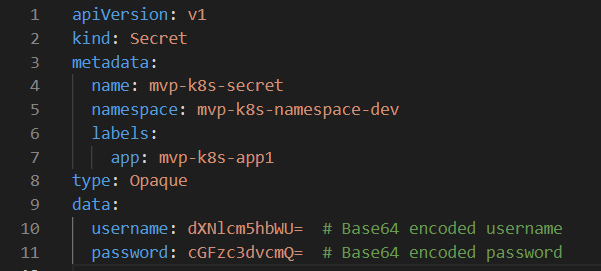 1 apiVersion: v1
2 kind: Secret
3 metadata:
4   name: mvp-k8s-secret
5   namespace: mvp-k8s-namespace-dev
6   labels:
7     app: mvp-k8s-app1
8 type: Opaque
9 data:
10   username: dXNlcm5hbWU=  # Base64 encoded username
11   password: cGFzc3dvcmQ=  # Base64 encoded password